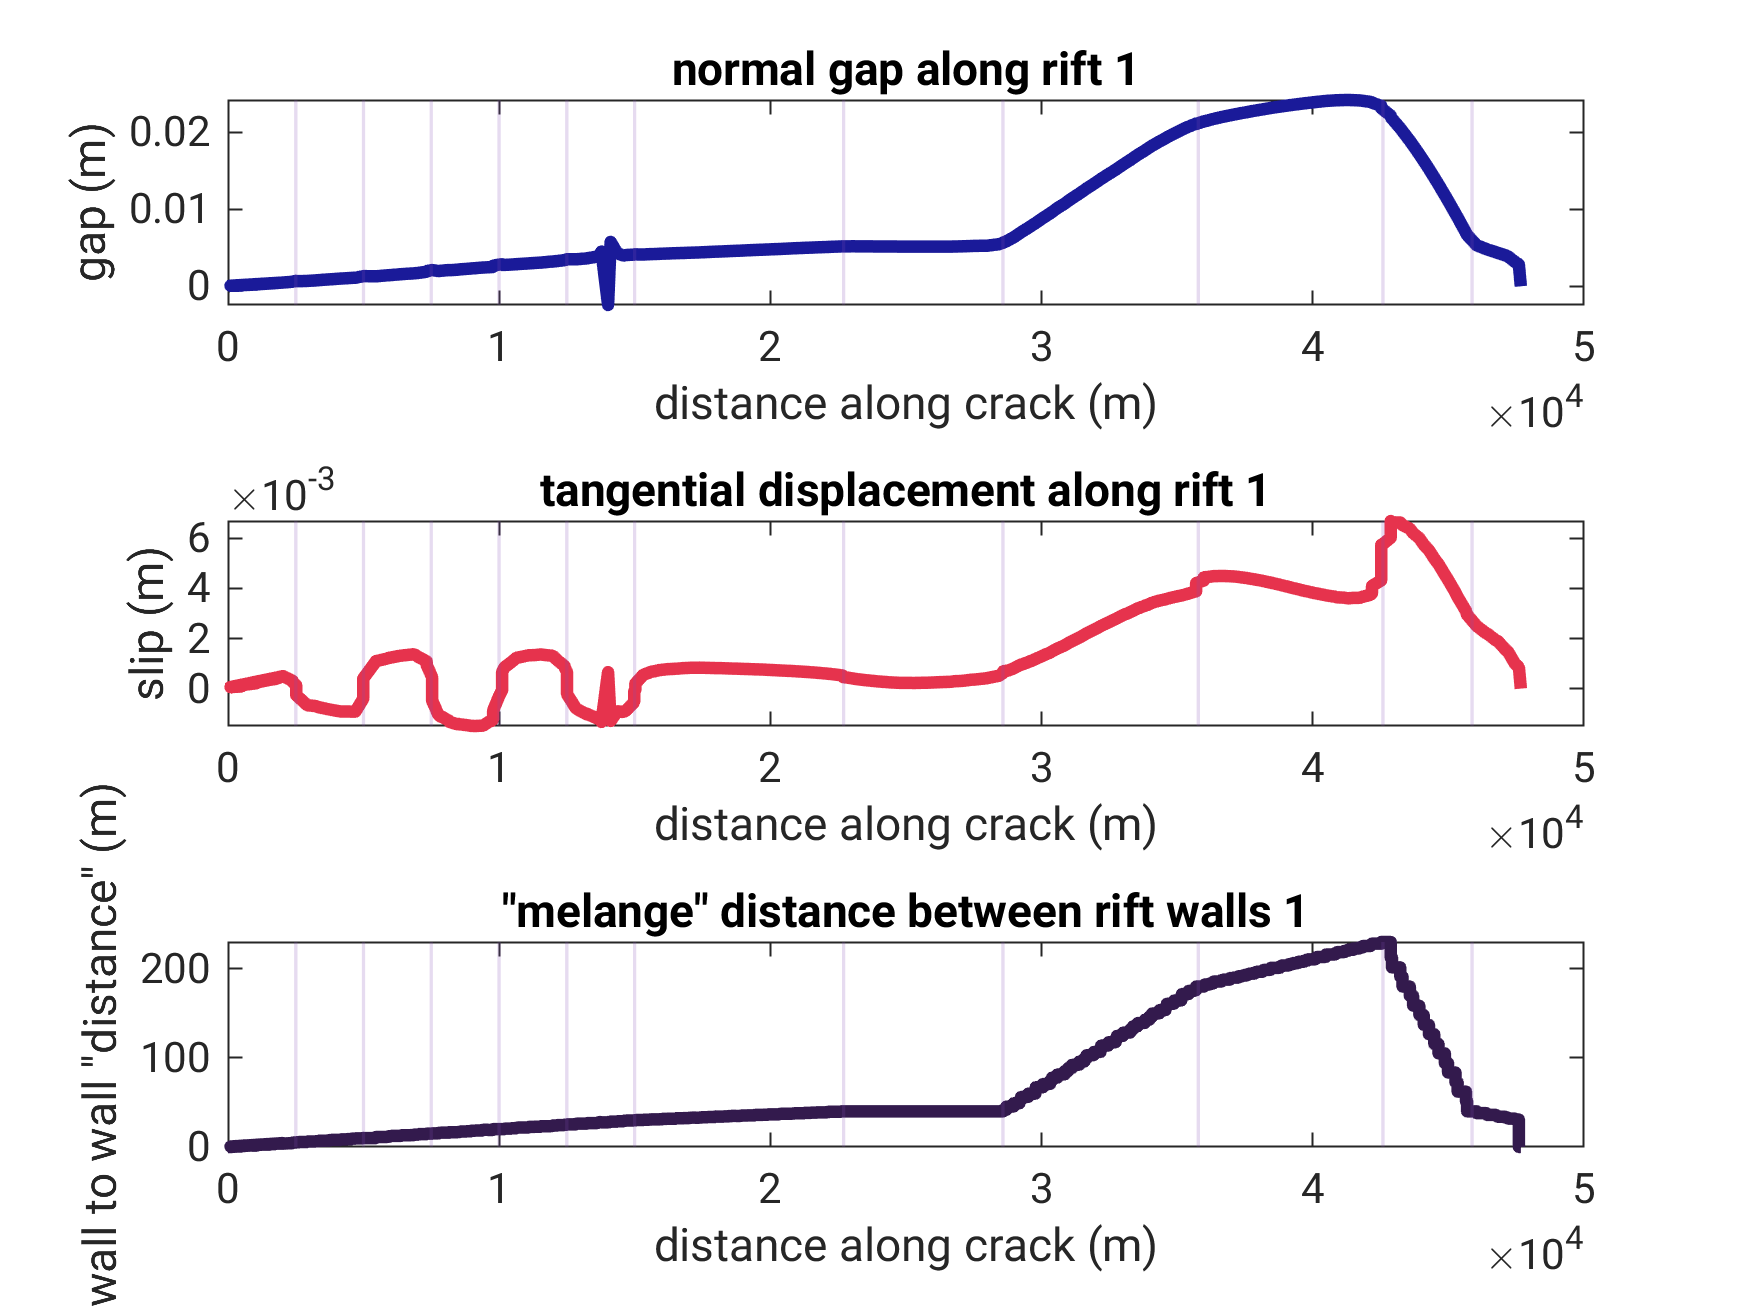 normal gap along rift 1
gap (m)
0.02
0.01
0
0 1 2 3 4 5
distance along crack (m)
×10^4
×10^-3
tangential displacement along rift 1
slip (m)
6
4
2
0
0 1 2 3 4 5
distance along crack (m)
×10^4
"melange" distance between rift walls 1
wall to wall "distance" (m)
200
100
0
0 1 2 3 4 5
distance along crack (m)
×10^4